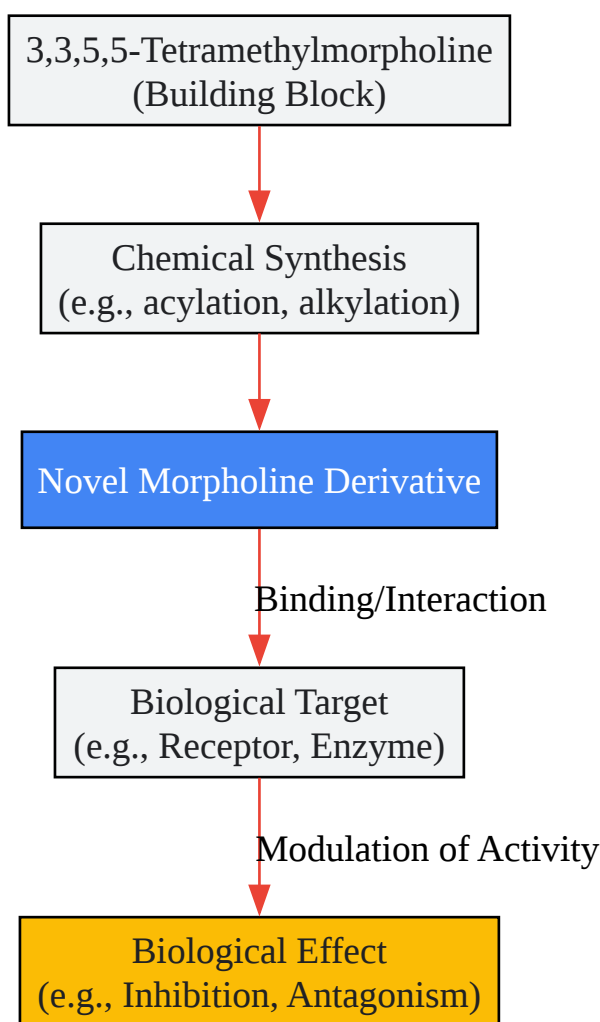 3,3,5,5-Tetramethylmorpholine
(Building Block)
Chemical Synthesis
(e.g., acylation, alkylation)
Novel Morpholine Derivative
Binding/Interaction
Biological Target
(e.g., Receptor, Enzyme)
Modulation of Activity
Biological Effect
(e.g., Inhibition, Antagonism)